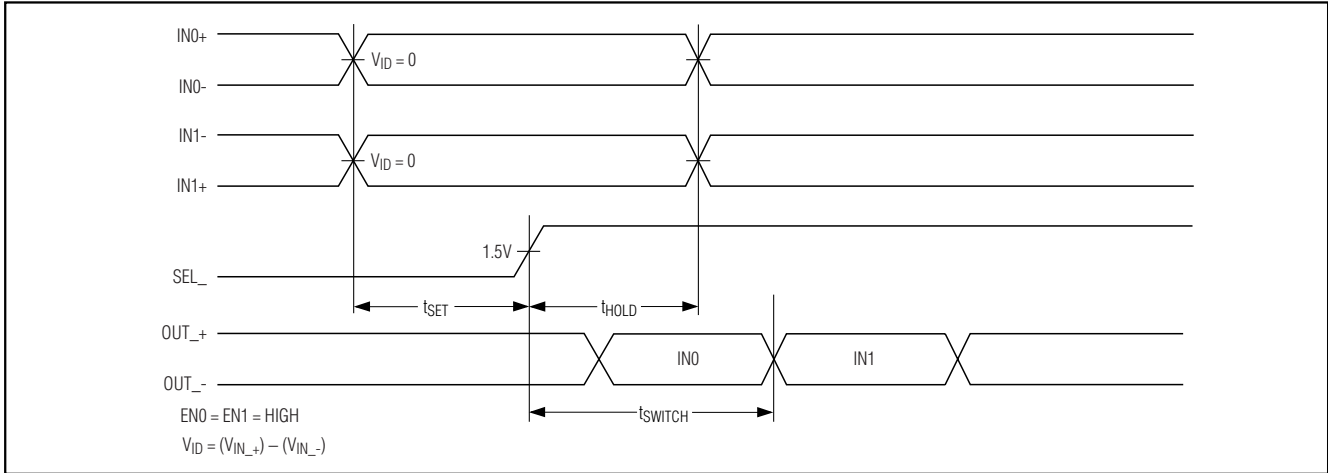 IN0+
V_ID = 0
IN0-
IN1-
V_ID = 0
IN1+
1.5V
SEL_
t_SET
t_HOLD
OUT_+
IN0
IN1
OUT_-
t_SWITCH
EN0 = EN1 = HIGH
V_ID = (V_IN_+) – (V_IN_-)